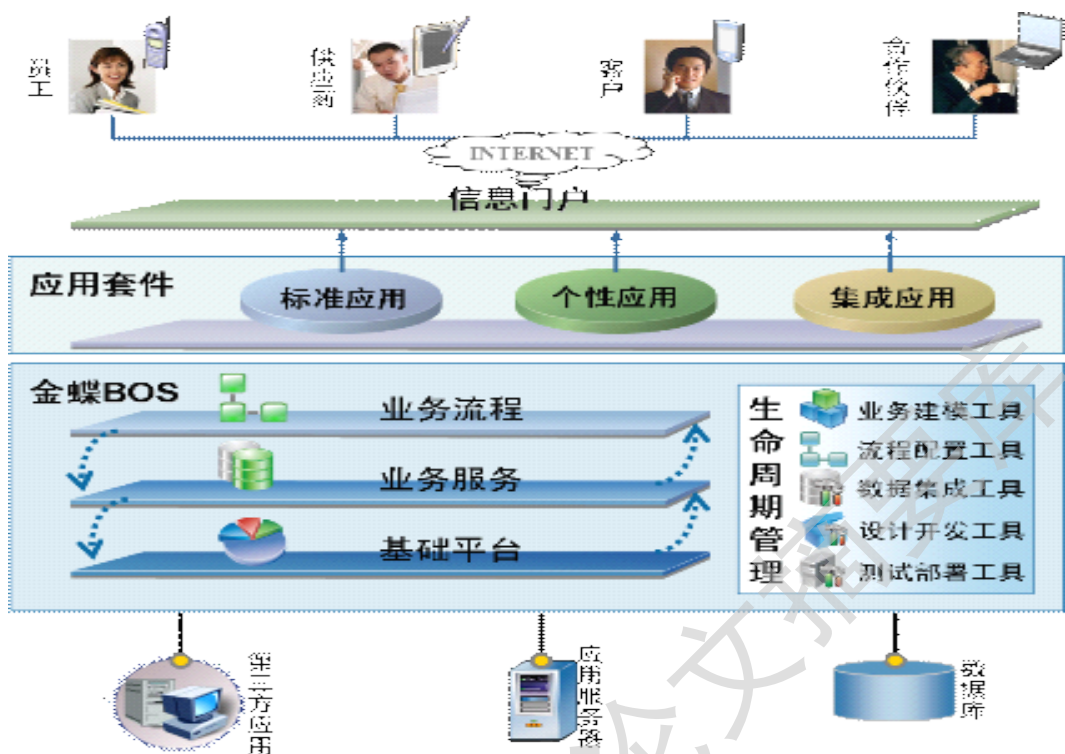 员工
供应商
客户
合作伙伴
INTERNET
信息门户
应用套件
标准应用
个性应用
集成应用
金蝶BOS
业务流程
业务服务
基础平台
生命周期管理
业务建模工具
流程配置工具
数据集成工具
设计开发工具
测试部署工具
第三方应用
应用服务器
数据库
论文摘要库